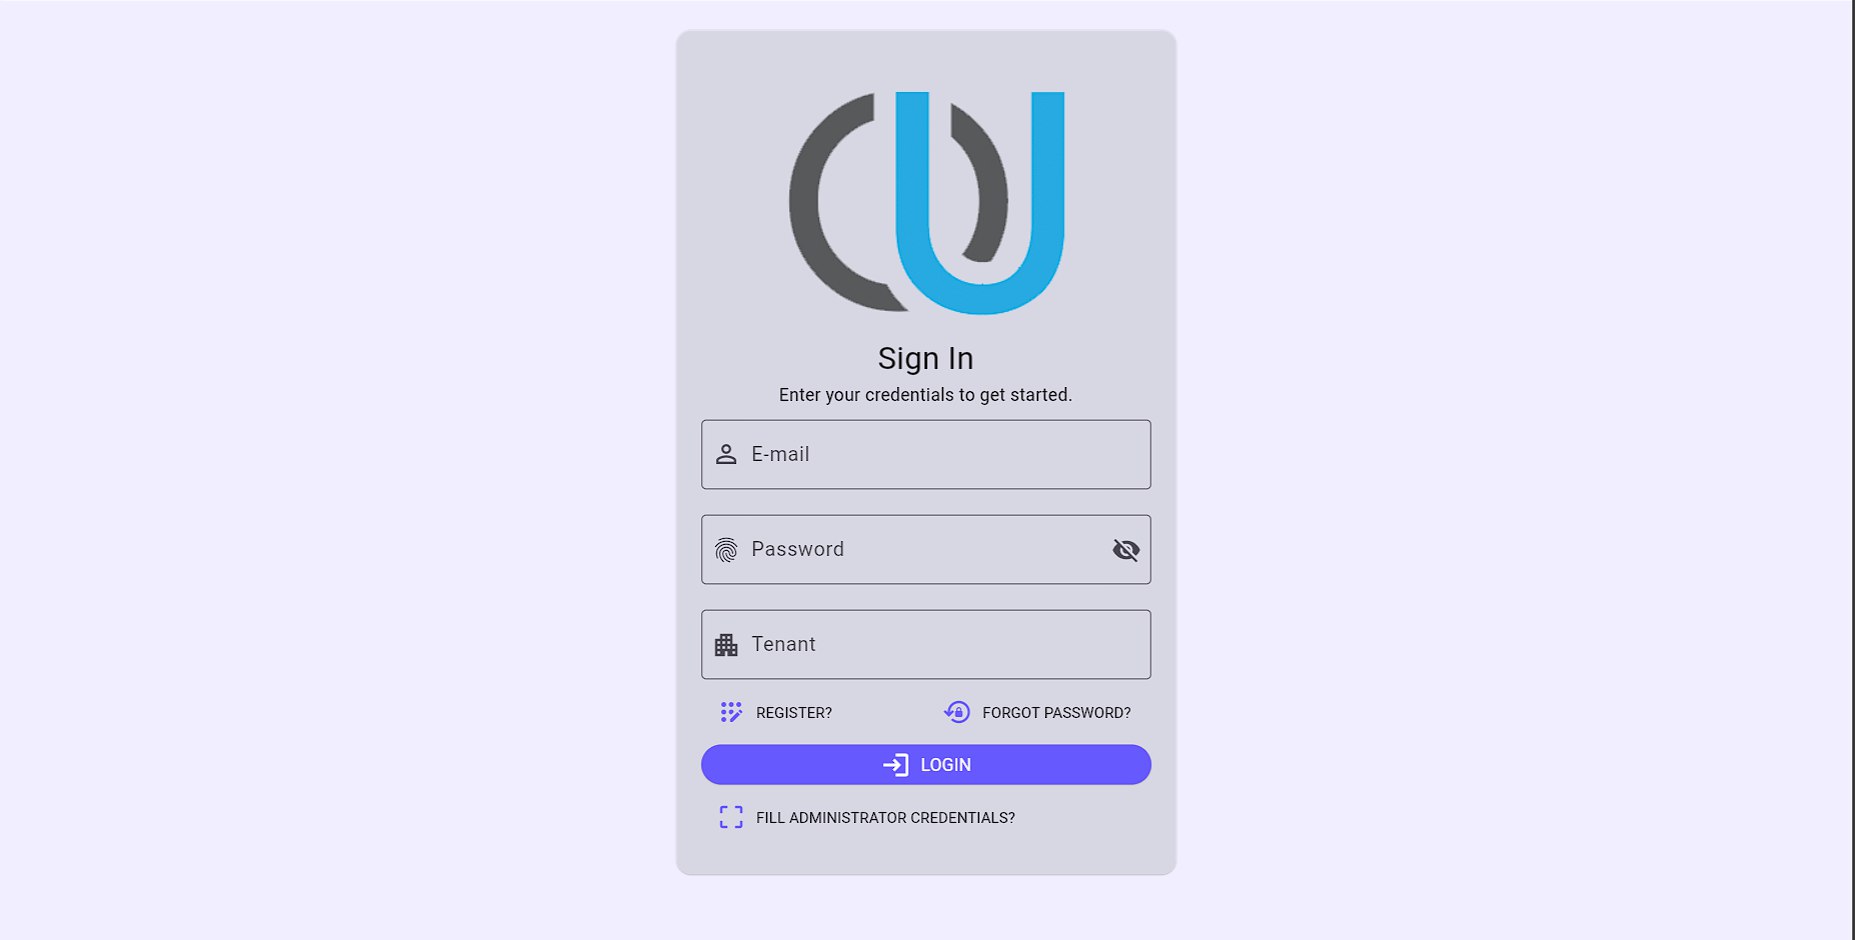 Sign In
Enter your credentials to get started.
E-mail
Password
Tenant
REGISTER? FORGOT PASSWORD?
LOGIN
FILL ADMINISTRATOR CREDENTIALS?